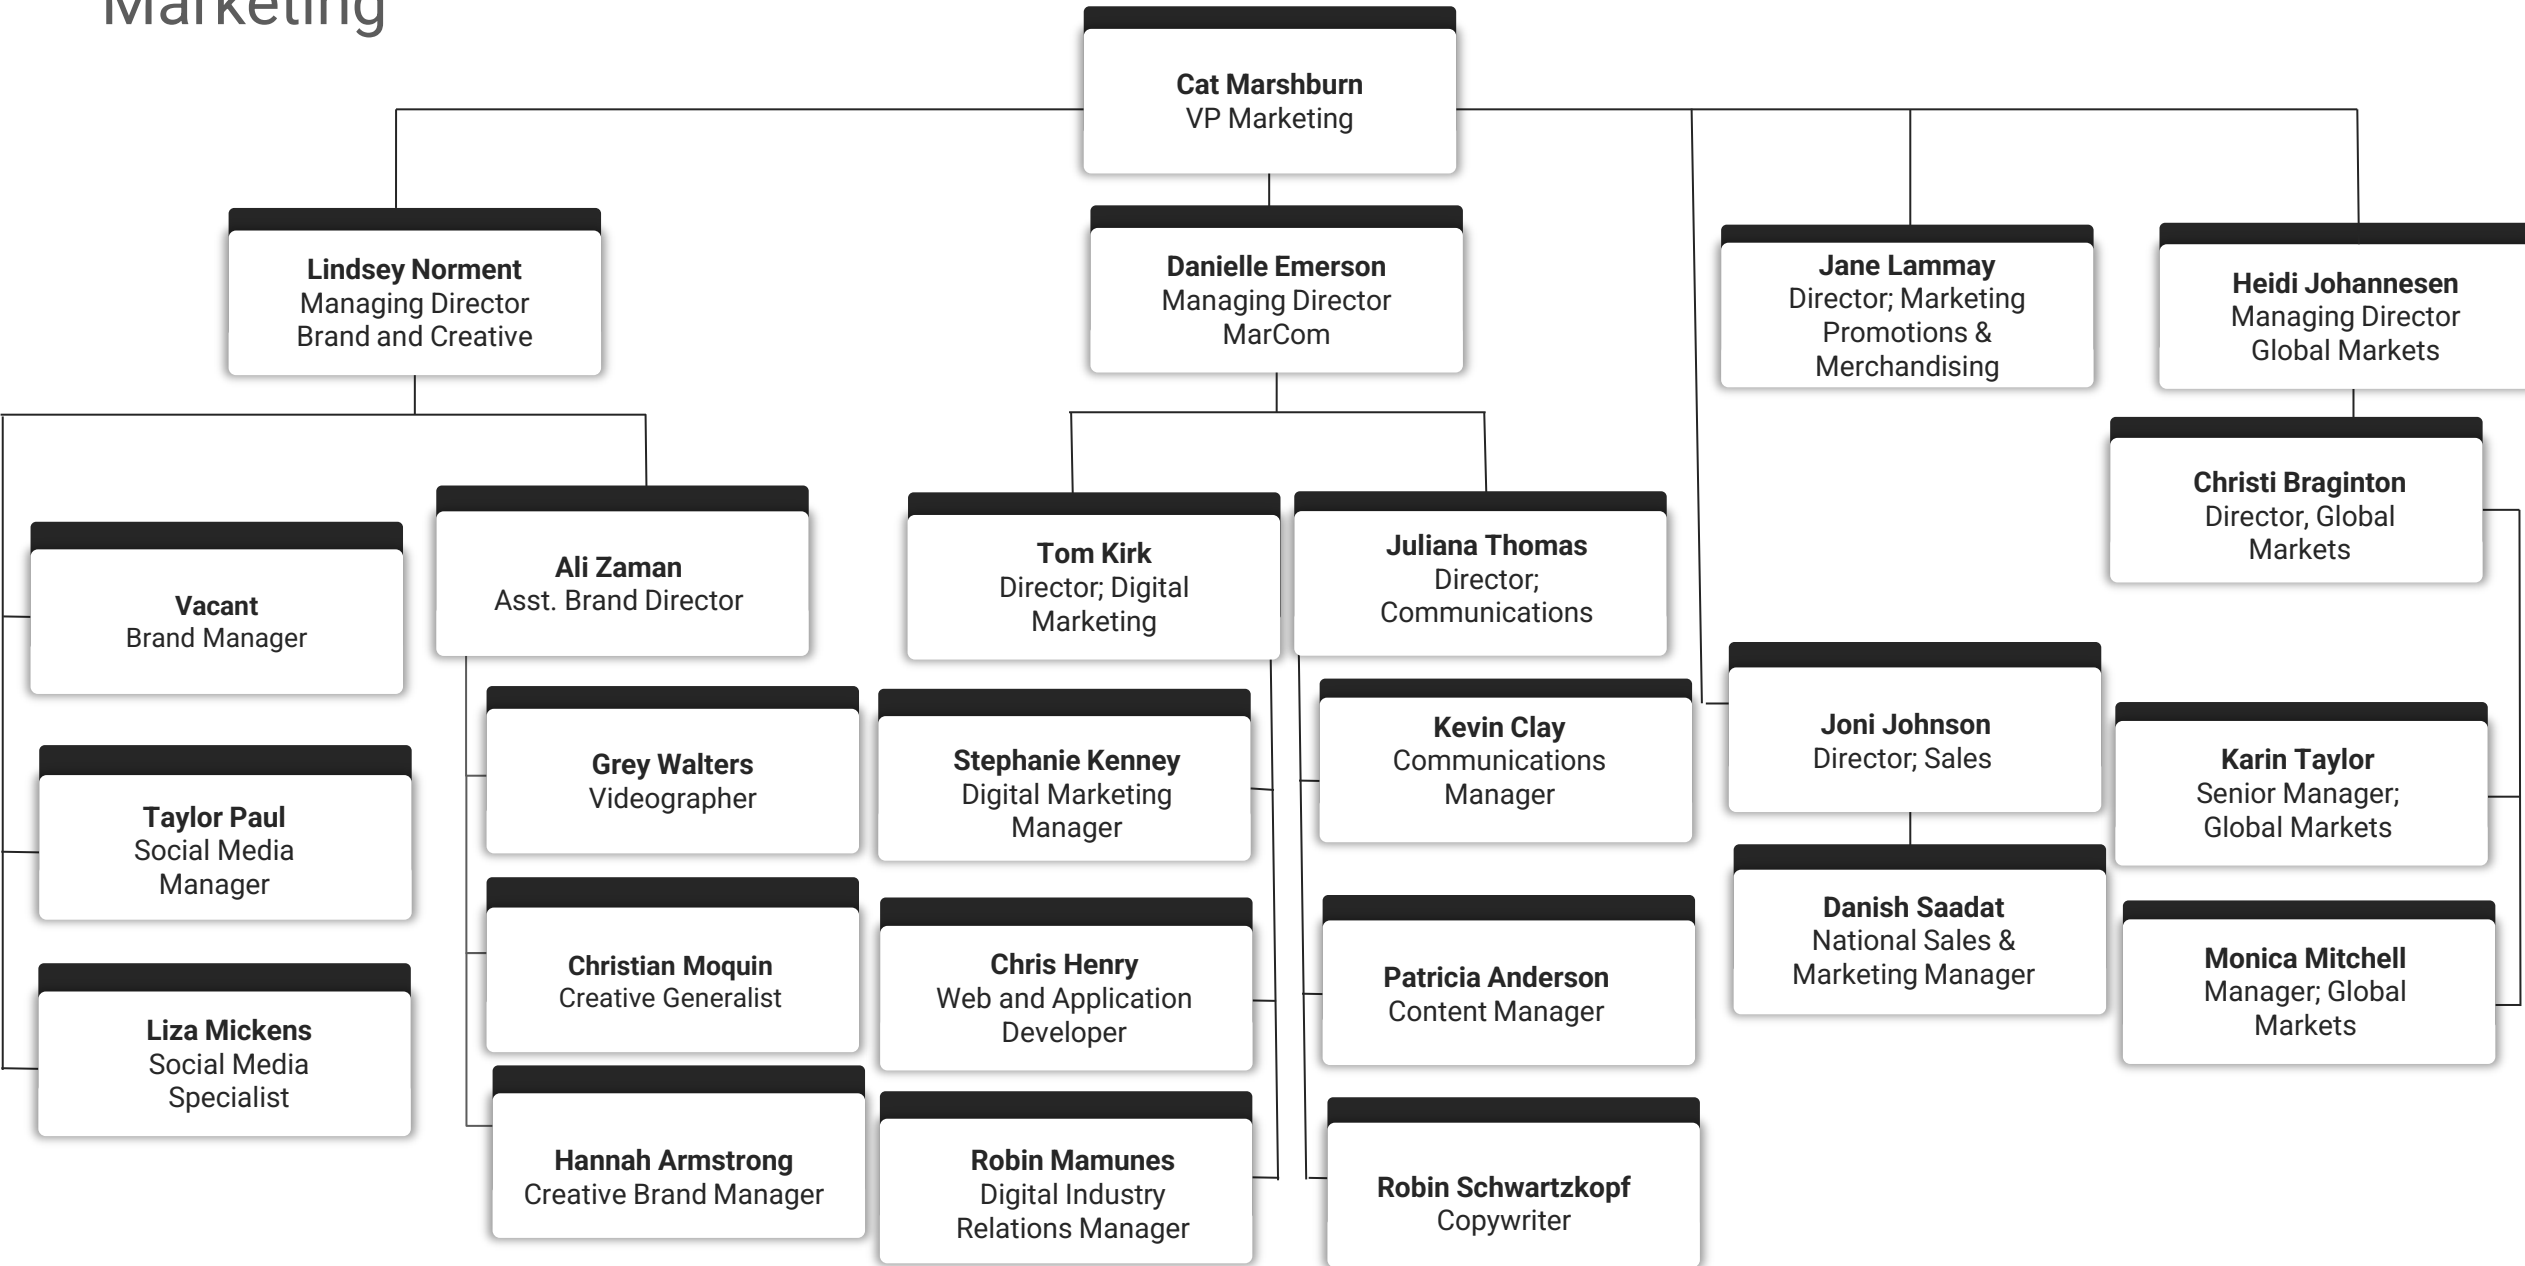 Marketing
Cat Marshburn
VP Marketing
Lindsey Norment
Managing Director
Brand and Creative
Danielle Emerson
Managing Director
MarCom
Jane Lammay
Director; Marketing
Promotions &
Merchandising
Heidi Johannesen
Managing Director
Global Markets
Christi Braginton
Director, Global
Markets
Vacant
Brand Manager
Taylor Paul
Social Media
Manager
Liza Mickens
Social Media
Specialist
Ali Zaman
Asst. Brand Director
Grey Walters
Videographer
Christian Moquin
Creative Generalist
Hannah Armstrong
Creative Brand Manager
Tom Kirk
Director; Digital
Marketing
Stephanie Kenney
Digital Marketing
Manager
Chris Henry
Web and Application
Developer
Robin Mamunes
Digital Industry
Relations Manager
Juliana Thomas
Director;
Communications
Kevin Clay
Communications
Manager
Patricia Anderson
Content Manager
Robin Schwartzkopf
Copywriter
Joni Johnson
Director; Sales
Danish Saadat
National Sales &
Marketing Manager
Karin Taylor
Senior Manager;
Global Markets
Monica Mitchell
Manager; Global
Markets